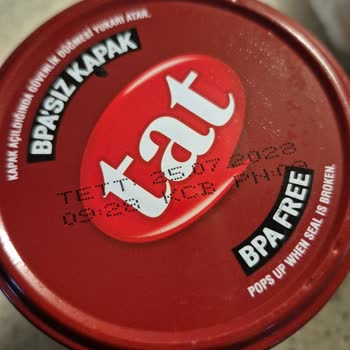 KAPAK AÇILDIĞINDA GÜVENLİK DÜĞMESİ YUKARI ATAR.
BPA'SIZ KAPAK
tat
TETT: 25.07.2028
09:28 KCB PN:03
BPA FREE
POPS UP WHEN SEAL IS BROKEN.